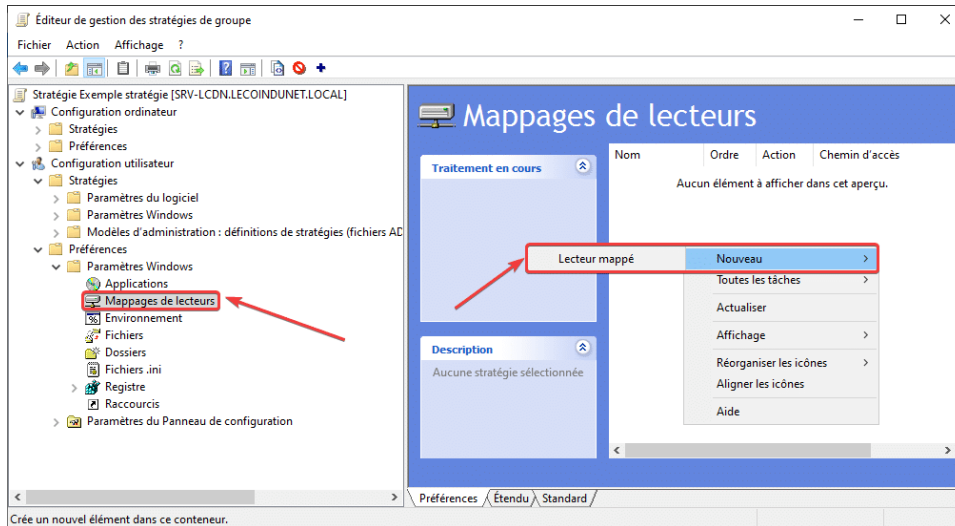 Éditeur de gestion des stratégies de groupe
Fichier Action Affichage ?
Stratégie Exemple stratégie [SRV-LCDN.LECOINDUNET.LOCAL]
Configuration ordinateur
Stratégies
Préférences
Configuration utilisateur
Stratégies
Paramètres du logiciel
Paramètres Windows
Modèles d'administration : définitions de stratégies (fichiers AD
Préférences
Paramètres Windows
Applications
Mappages de lecteurs
Environnement
Fichiers
Dossiers
Fichiers .ini
Registre
Raccourcis
Paramètres du Panneau de configuration
Mappages de lecteurs
Traitement en cours
Nom Ordre Action Chemin d'accès
Aucun élément à afficher dans cet aperçu.
Lecteur mappé
Nouveau
Toutes les tâches
Actualiser
Affichage
Réorganiser les icônes
Aligner les icônes
Aide
Description
Aucune stratégie sélectionnée
Préférences Étendu Standard
Crée un nouvel élément dans ce conteneur.